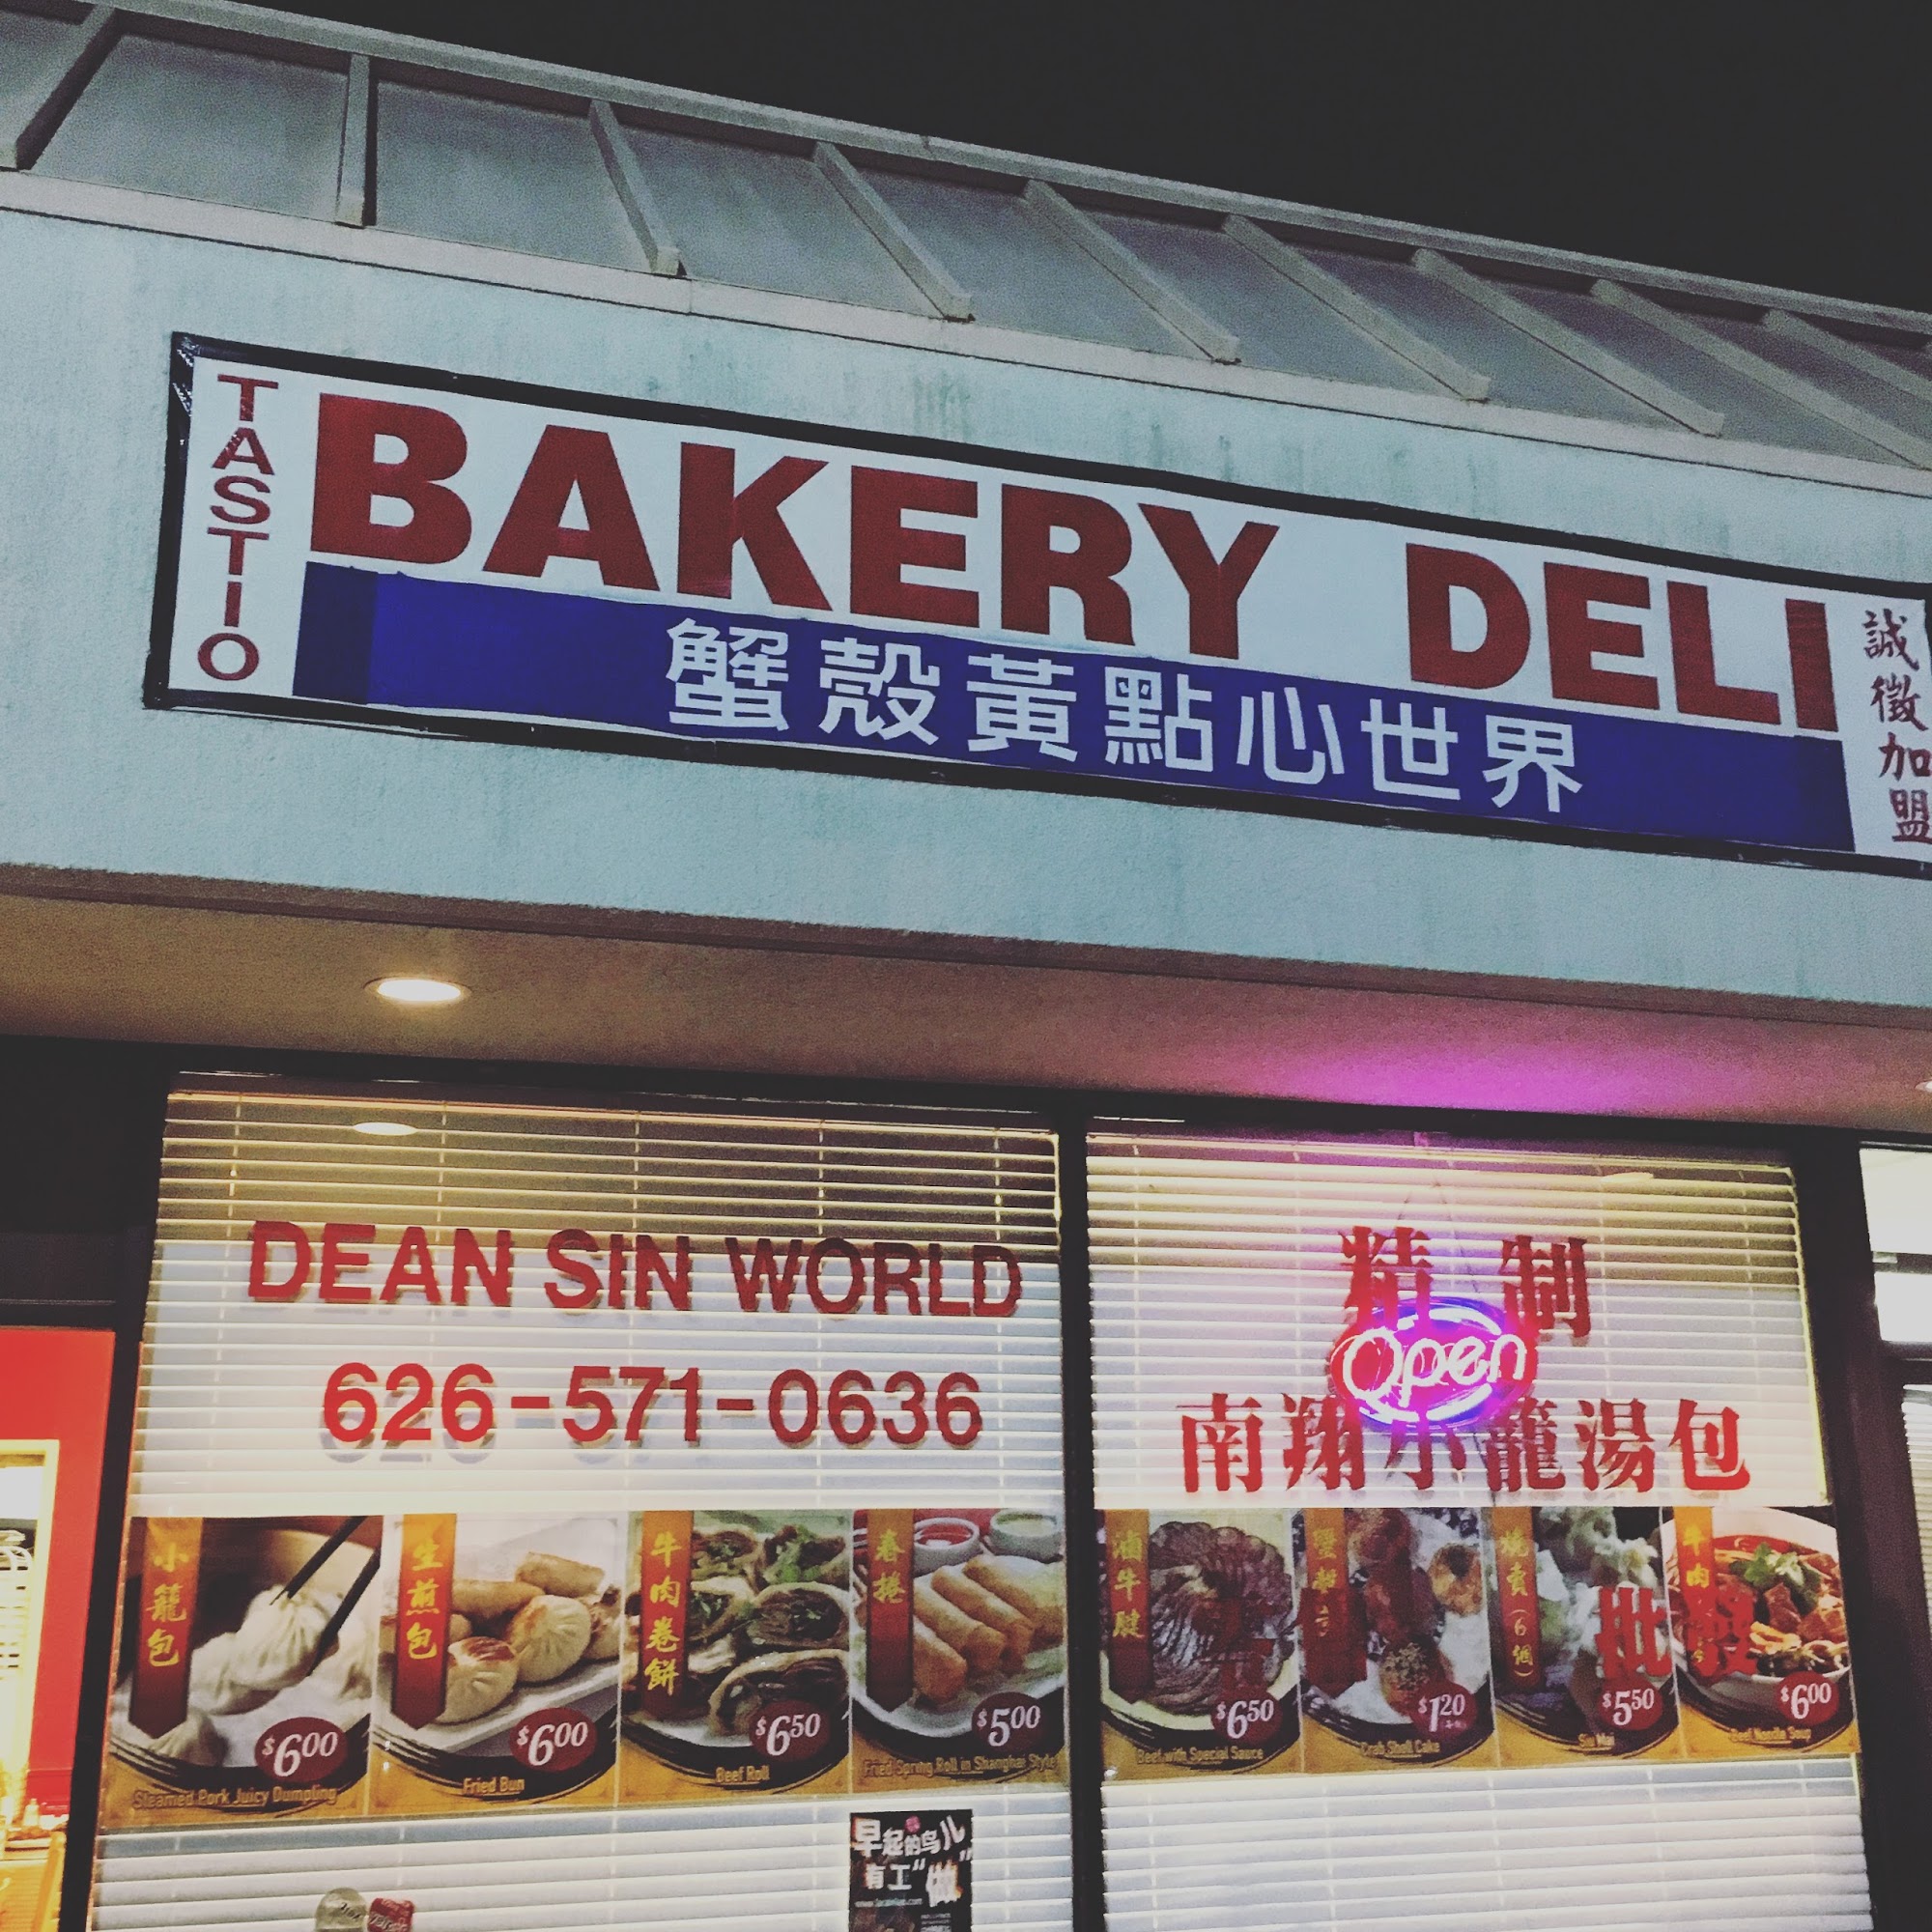 TASTIO
BAKERY DELI
蟹殼黃點心世界
誠徵加盟
DEAN SIN WORLD
626-571-0636
精制
Open
南翔小籠湯包
小籠包
$6.00
Steamed Pork Juicy Dumpling
生煎包
$6.00
Fried Bun
牛肉卷餅
$6.50
Beef Roll
春捲
$5.00
Fried Spring Roll in Shanghai Style
滷牛腱
$6.50
Beef with Special Sauce
蟹殼
$1.20
Crab Shell Cake
燒賣(6個)
$5.50
Siu Mai
牛肉
$6.00
Beef Noodle Soup
批發
早起的鸟儿
有工“做”